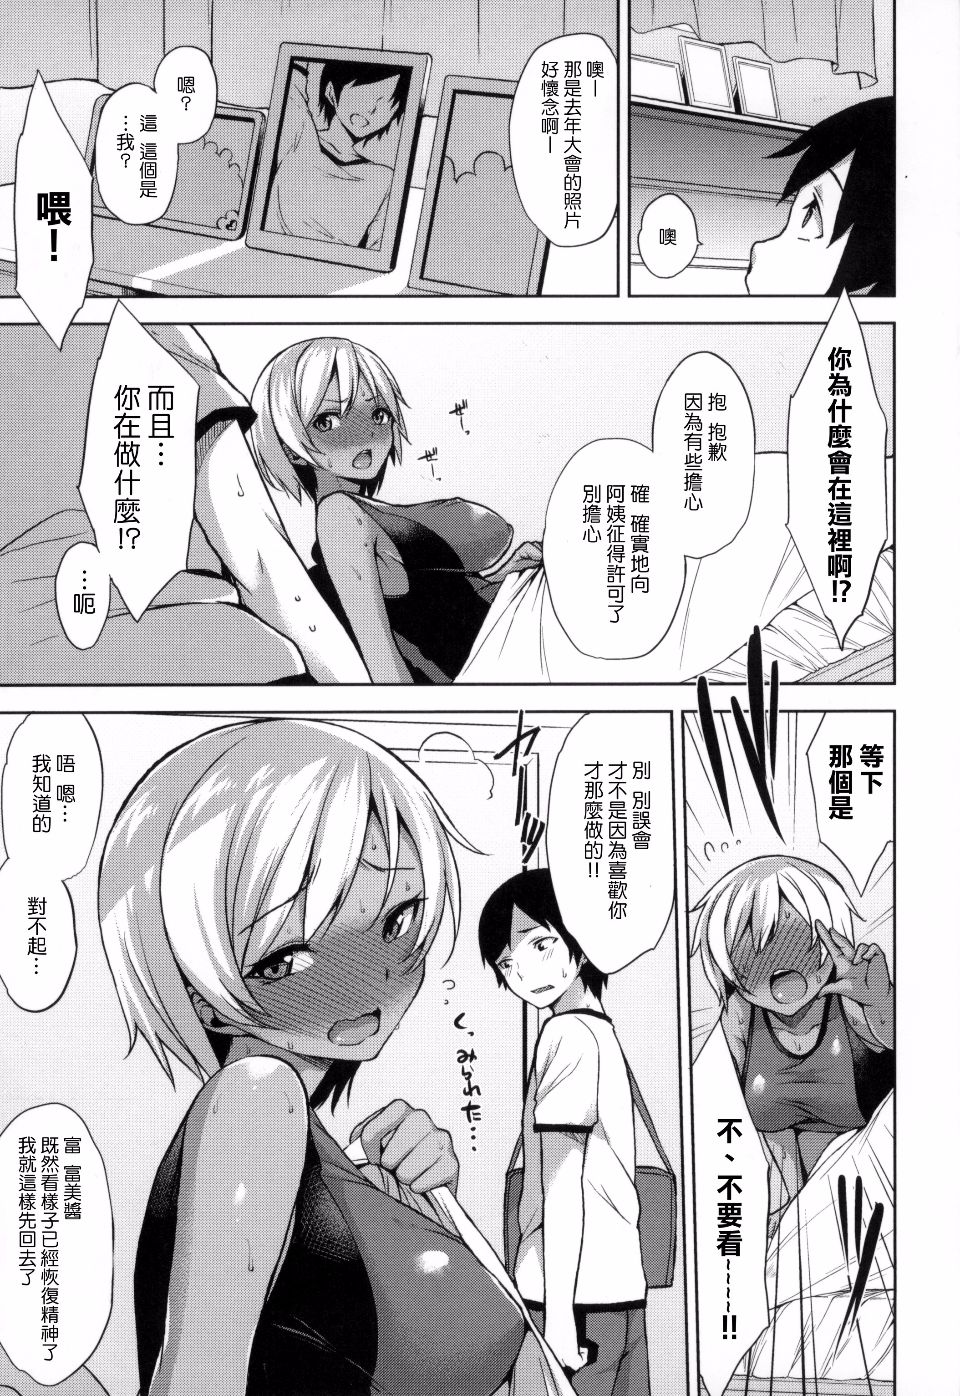 噢
噢ー
那是去年大會的照片
好懷念啊ー
嗯？
這 這個是
…我？
喂！
你為什麼會在這裡啊!?
抱 抱歉
因為有些擔心
確 確實地向
阿姨征得許可了
別擔心
ぜー
ぜー
而且…
你在做什麼!?
…呃
等下
那個是
不、不要看~~~~!!
別 別誤會
才不是因為喜歡你
才那麼做的!!
くっみられた…
唔 嗯…
我知道的
對不起…
富 富美醬
既然看樣子已經恢復精神了
我就這樣先回去了